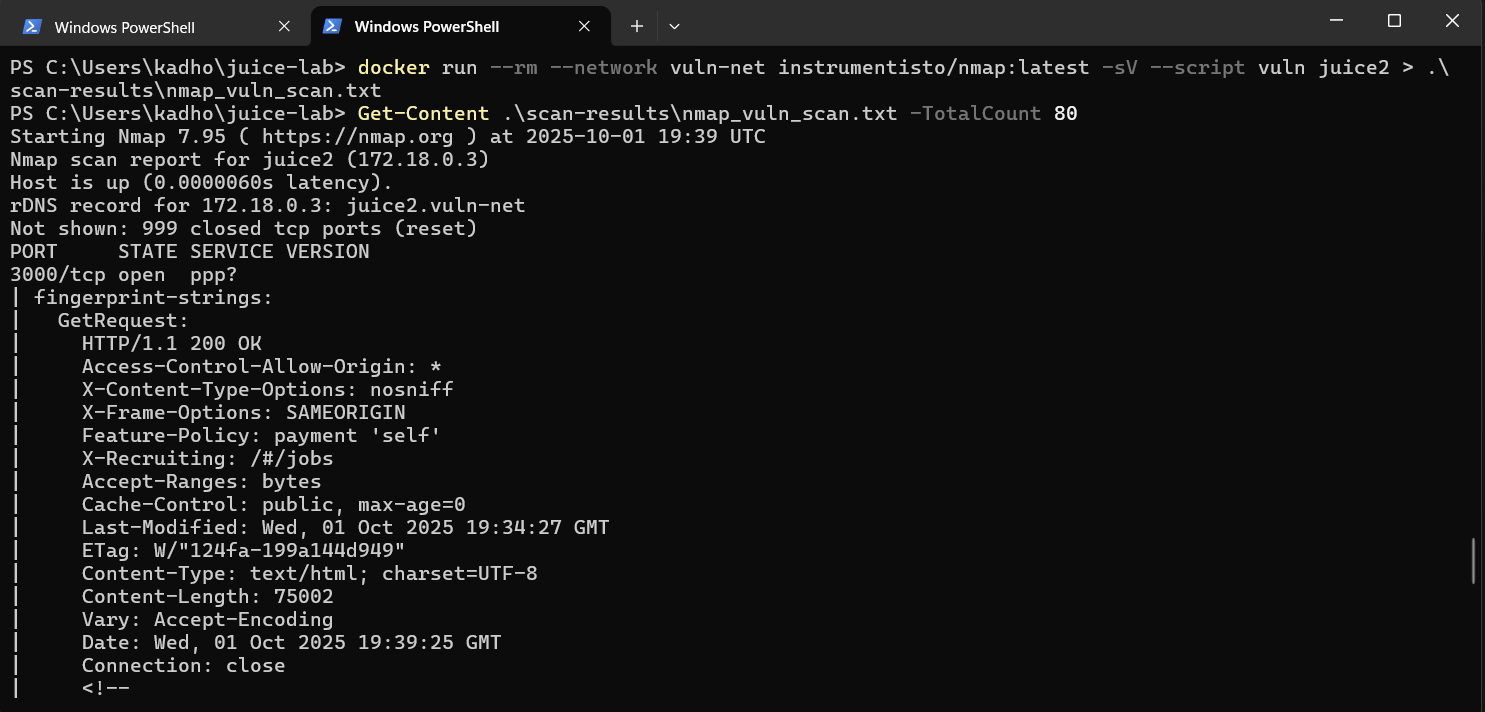 Windows PowerShell
Windows PowerShell
PS C:\Users\kadho\juice-lab> docker run --rm --network vuln-net instrumentisto/nmap:latest -sV --script vuln juice2 > .\
scan-results\nmap_vuln_scan.txt
PS C:\Users\kadho\juice-lab> Get-Content .\scan-results\nmap_vuln_scan.txt -TotalCount 80
Starting Nmap 7.95 ( https://nmap.org ) at 2025-10-01 19:39 UTC
Nmap scan report for juice2 (172.18.0.3)
Host is up (0.0000060s latency).
rDNS record for 172.18.0.3: juice2.vuln-net
Not shown: 999 closed tcp ports (reset)
PORT     STATE SERVICE VERSION
3000/tcp open  ppp?
| fingerprint-strings:
|   GetRequest:
|     HTTP/1.1 200 OK
|     Access-Control-Allow-Origin: *
|     X-Content-Type-Options: nosniff
|     X-Frame-Options: SAMEORIGIN
|     Feature-Policy: payment 'self'
|     X-Recruiting: /#/jobs
|     Accept-Ranges: bytes
|     Cache-Control: public, max-age=0
|     Last-Modified: Wed, 01 Oct 2025 19:34:27 GMT
|     ETag: W/"124fa-199a144d949"
|     Content-Type: text/html; charset=UTF-8
|     Content-Length: 75002
|     Vary: Accept-Encoding
|     Date: Wed, 01 Oct 2025 19:39:25 GMT
|     Connection: close
|     <!--